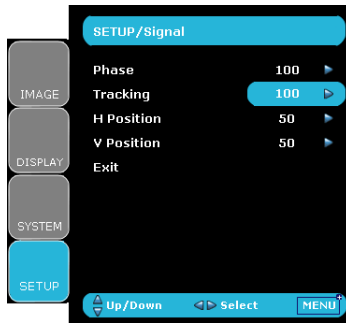 SETUP/Signal
Phase 100
Tracking 100
H Position 50
V Position 50
Exit
IMAGE
DISPLAY
SYSTEM
SETUP
Up/Down Select MENU